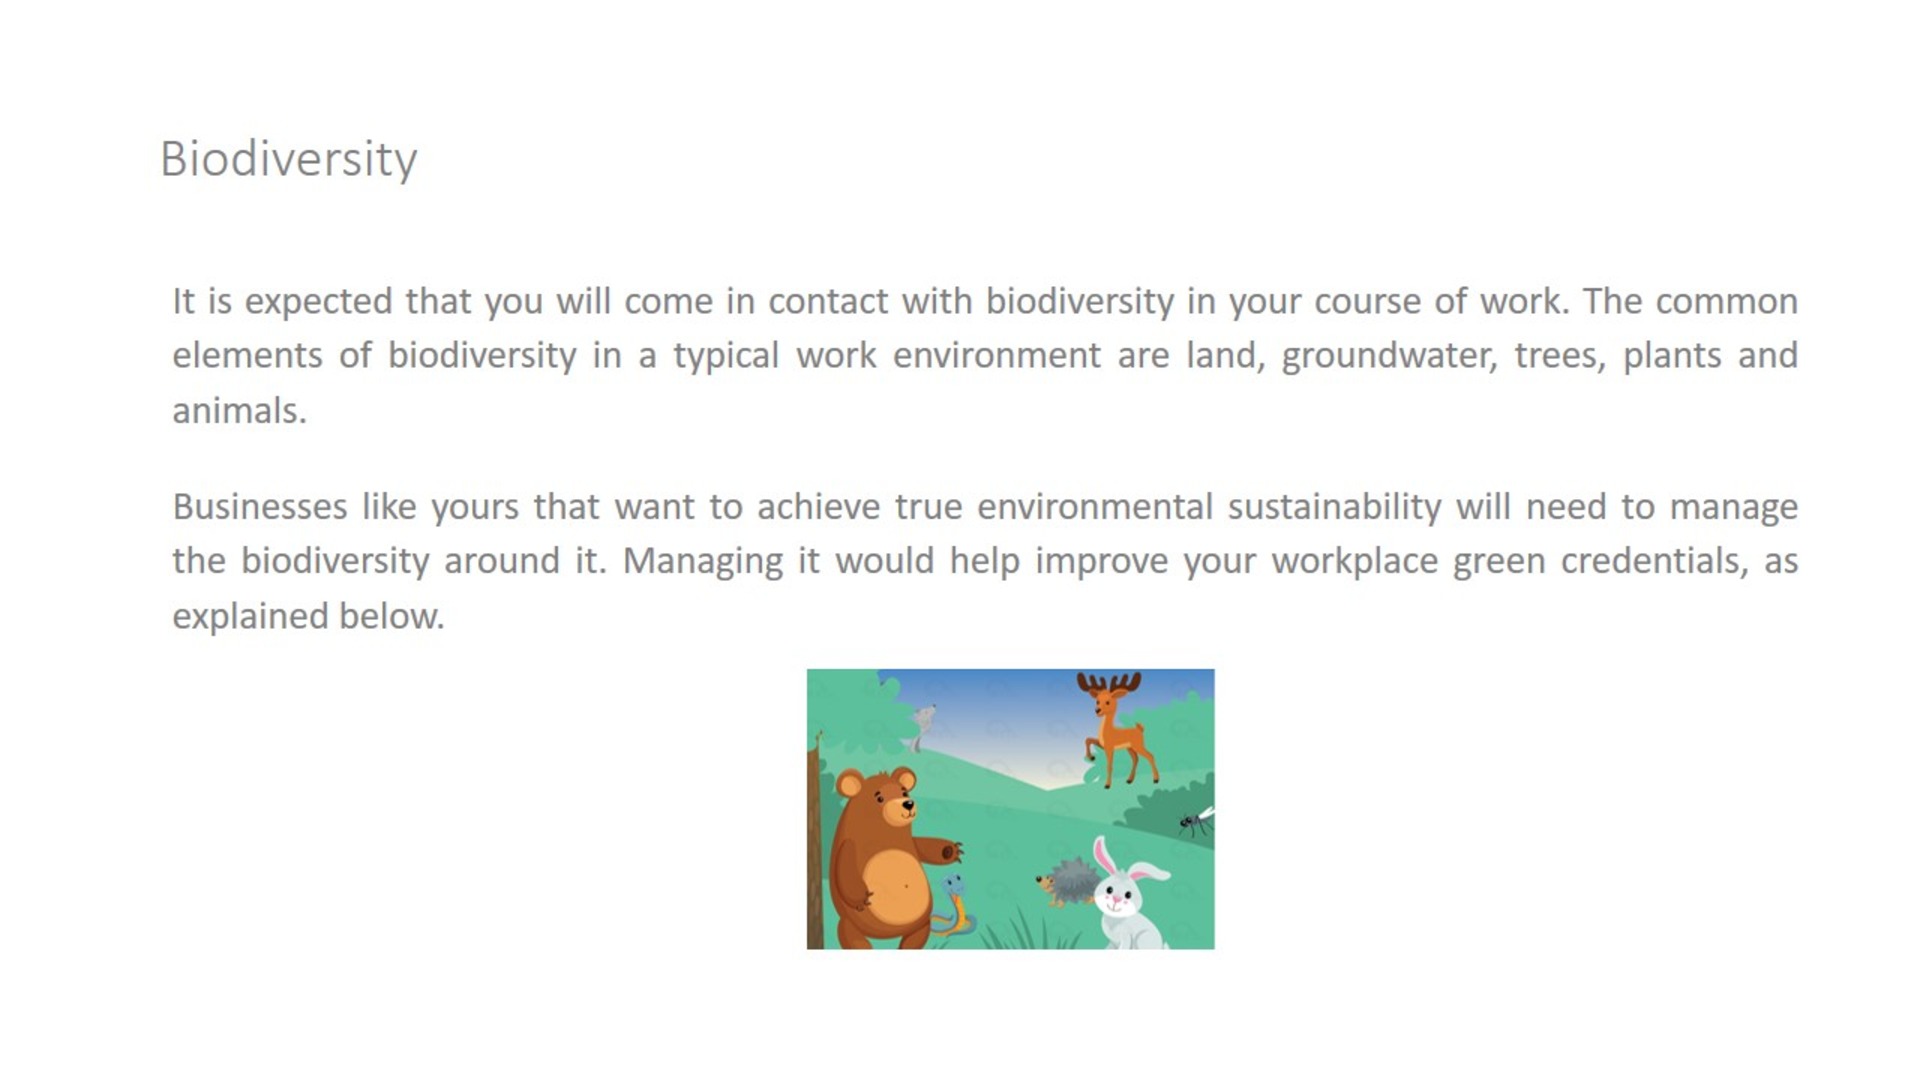 Biodiversity
It is expected that you will come in contact with biodiversity in your course of work. The common
elements of biodiversity in a typical work environment are land, groundwater, trees, plants and
animals.
Businesses like yours that want to achieve true environmental sustainability will need to manage
the biodiversity around it. Managing it would help improve your workplace green credentials, as
explained below.